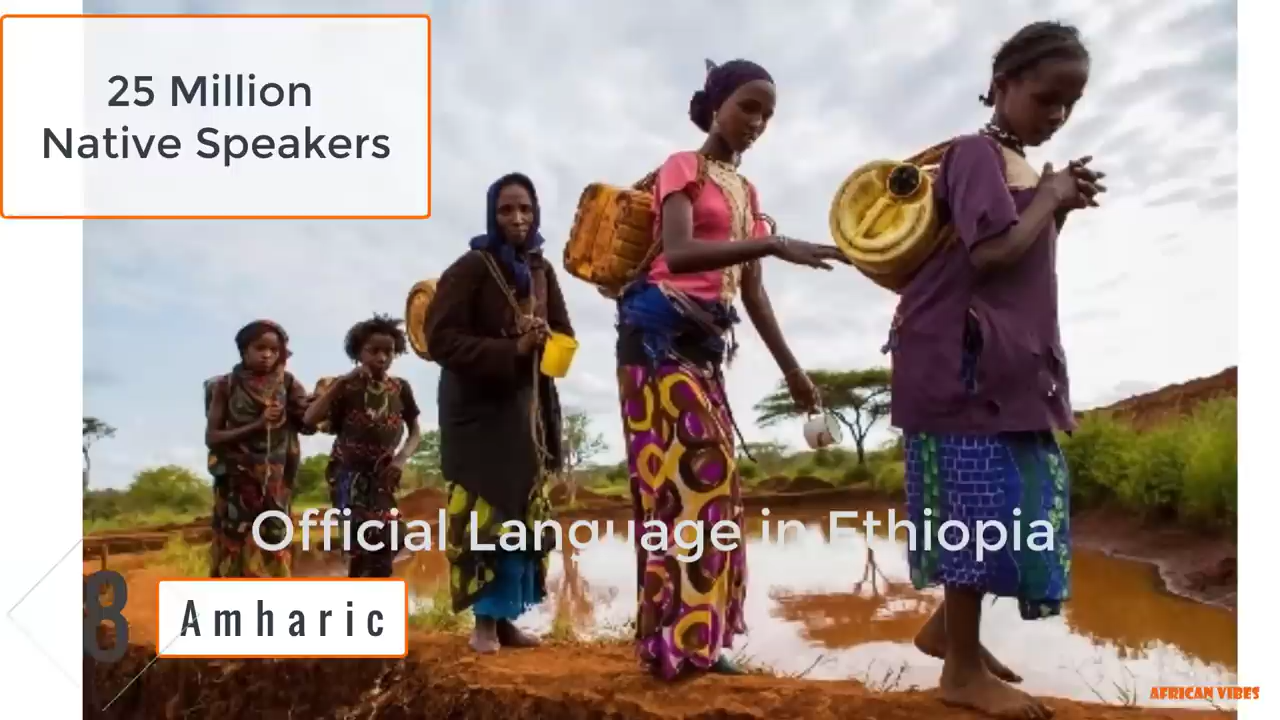 25 Million
Native Speakers
Official Language in Ethiopia
8
Amharic
AFRICAN VIBES